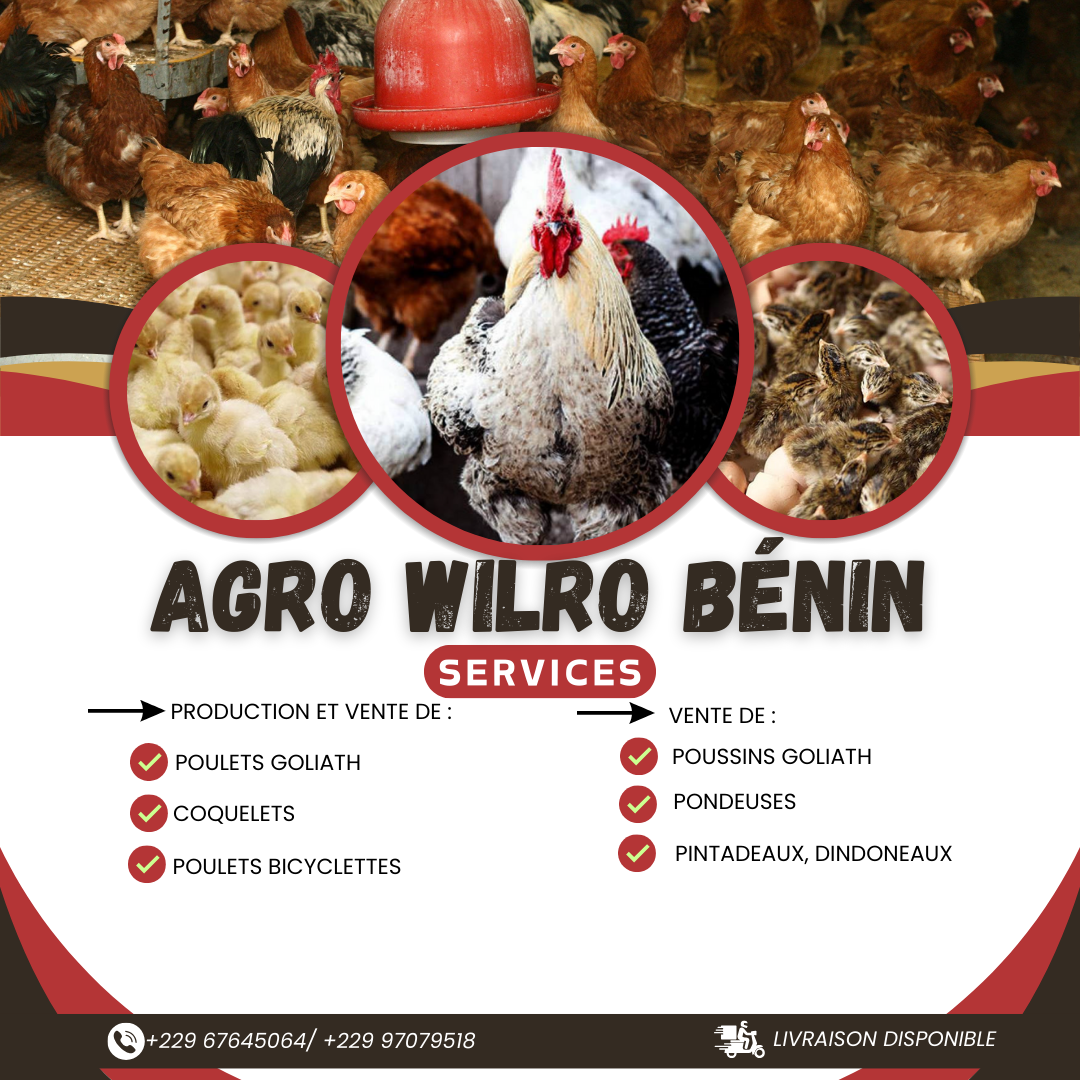 AGRO WILRO BÉNIN
SERVICES
PRODUCTION ET VENTE DE :
POULETS GOLIATH
COQUELETS
POULETS BICYCLETTES
VENTE DE :
POUSSINS GOLIATH
PONDEUSES
PINTADEAUX, DINDONEAUX
+229 67645064/ +229 97079518
LIVRAISON DISPONIBLE